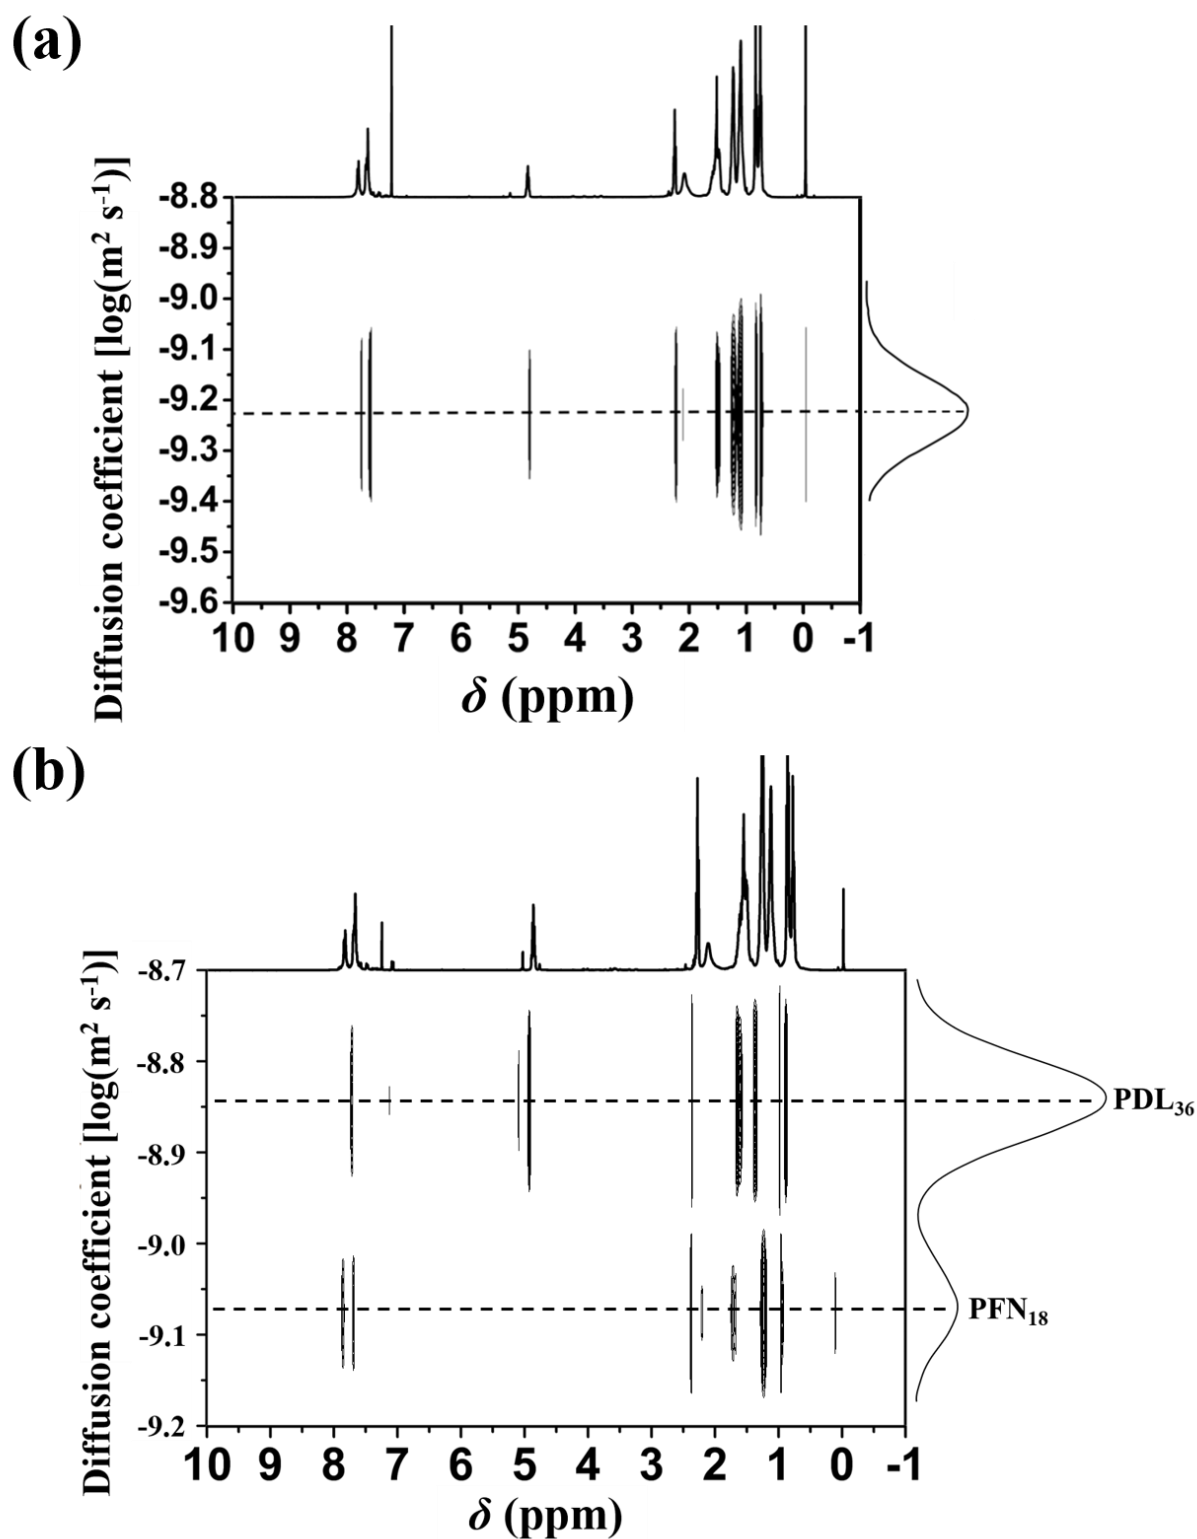 (a)
Diffusion coefficient [log(m² s⁻¹)]
-8.8
-8.9
-9.0
-9.1
-9.2
-9.3
-9.4
-9.5
-9.6
10 9 8 7 6 5 4 3 2 1 0 -1
δ (ppm)
(b)
Diffusion coefficient [log(m² s⁻¹)]
-8.7
-8.8
-8.9
-9.0
-9.1
-9.2
PDL₃₆
PFN₁₈
10 9 8 7 6 5 4 3 2 1 0 -1
δ (ppm)